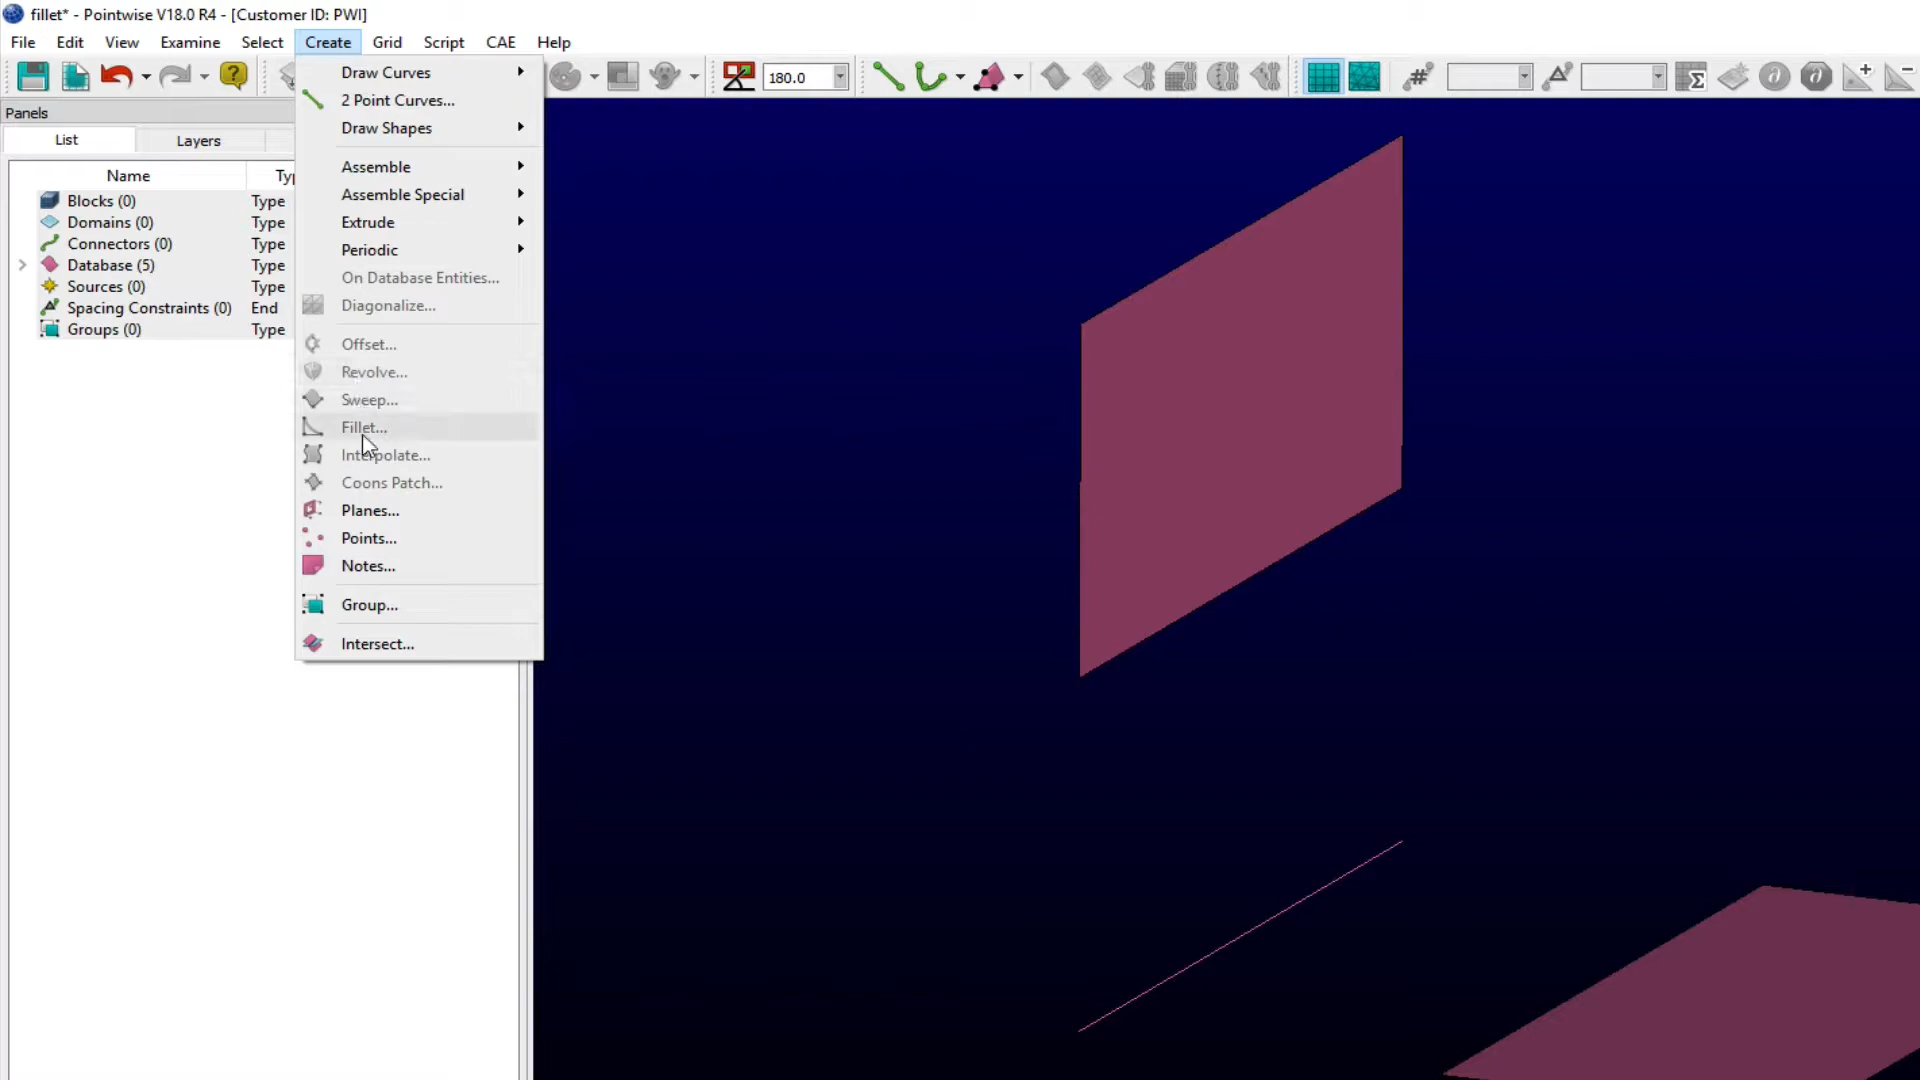 fillet* - Pointwise V18.0 R4 - [Customer ID: PWI]
File Edit View Examine Select Create Grid Script CAE Help
180.0
Panels
List Layers
Name Typ
Blocks (0) Type
Domains (0) Type
Connectors (0) Type
Database (5) Type
Sources (0) Type
Spacing Constraints (0) End
Groups (0) Type
Draw Curves
2 Point Curves...
Draw Shapes
Assemble
Assemble Special
Extrude
Periodic
On Database Entities...
Diagonalize...
Offset...
Revolve...
Sweep...
Fillet...
Interpolate...
Coons Patch...
Planes...
Points...
Notes...
Group...
Intersect...